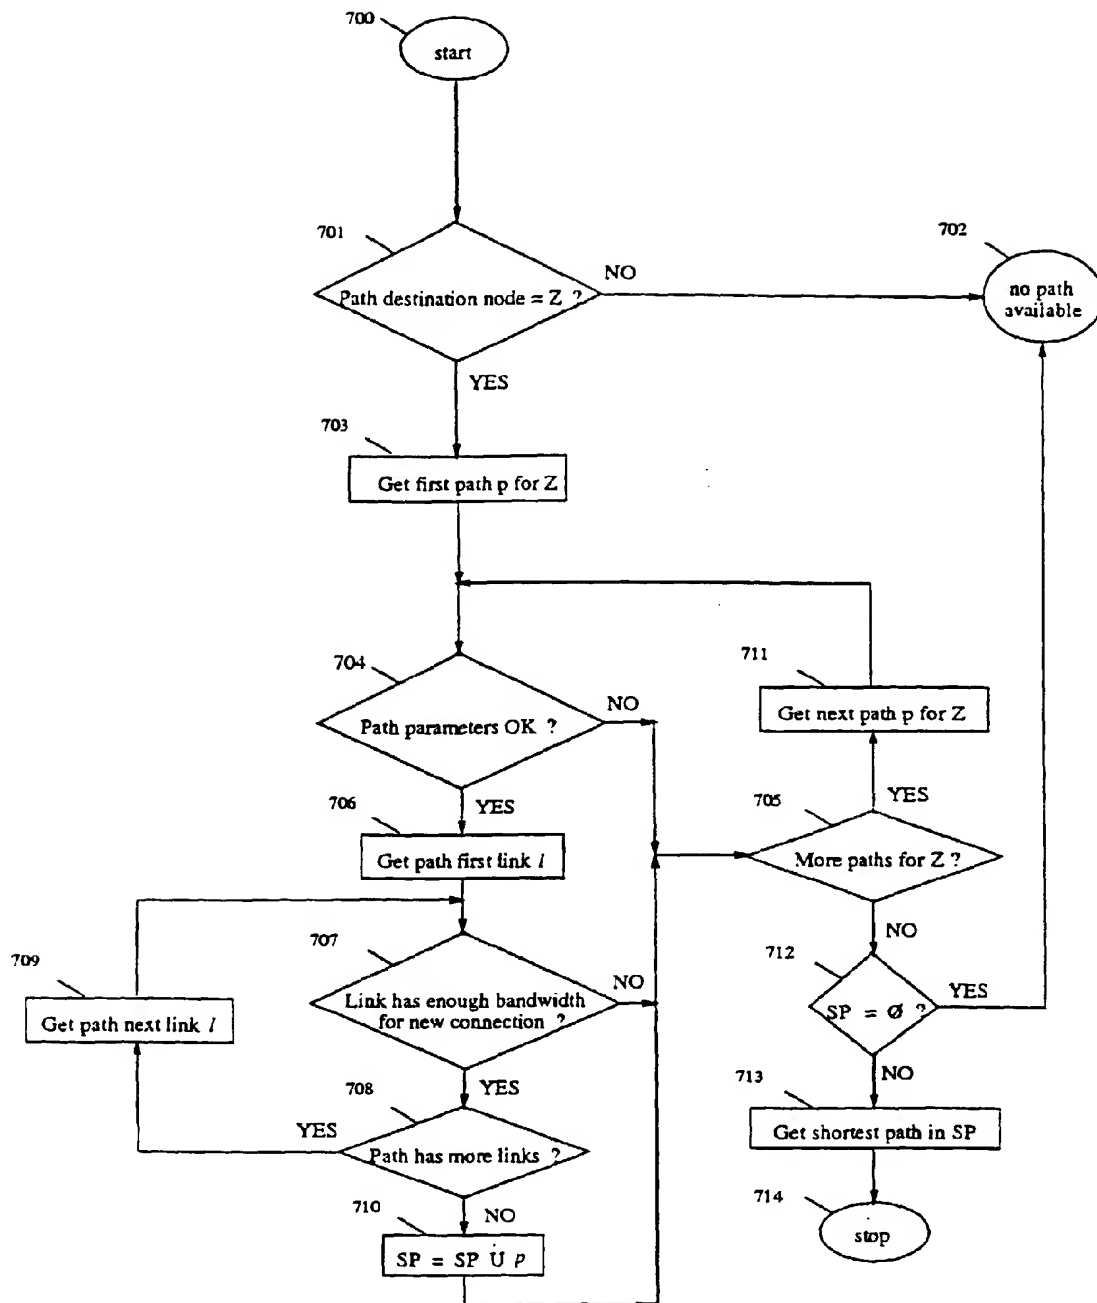 700
start
701
Path destination node = Z ?
NO
702
no path
available
YES
703
Get first path p for Z
704
Path parameters OK ?
NO
711
Get next path p for Z
YES
706
Get path first link l
705
YES
More paths for Z ?
NO
707
Link has enough bandwidth
for new connection ?
NO
709
Get path next link l
712
SP = Ø ?
YES
YES
708
YES
Path has more links ?
NO
713
Get shortest path in SP
710
NO
SP = SP U p
714
stop